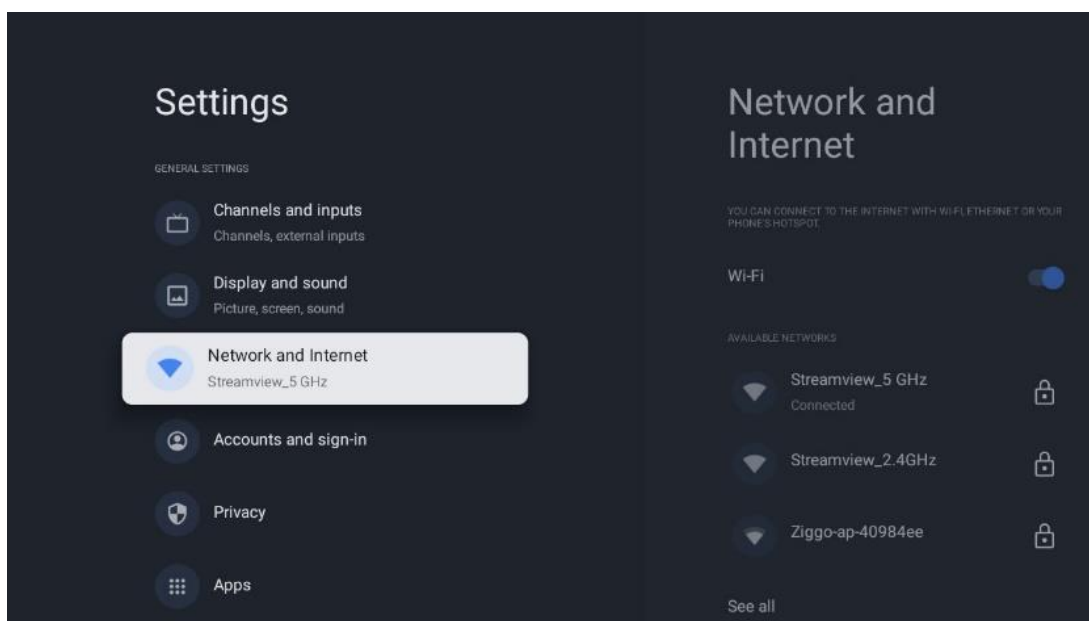 Settings
GENERAL SETTINGS
Channels and inputs
Channels, external inputs
Display and sound
Picture, screen, sound
Network and Internet
Streamview_5 GHz
Accounts and sign-in
Privacy
Apps
Network and
Internet
YOU CAN CONNECT TO THE INTERNET WITH WI-FI, ETHERNET OR YOUR
PHONE'S HOTSPOT.
Wi-Fi
AVAILABLE NETWORKS
Streamview_5 GHz
Connected
Streamview_2.4GHz
Ziggo-ap-40984ee
See all